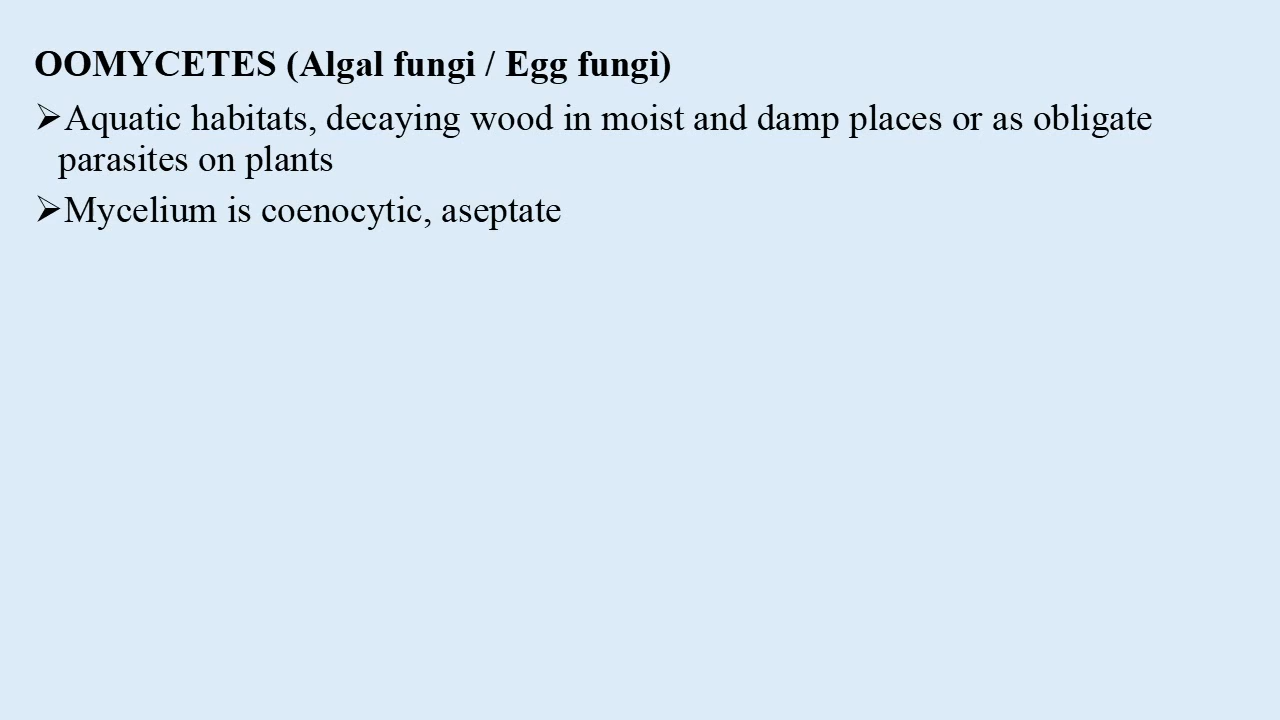 OOMYCETES (Algal fungi / Egg fungi)
➢Aquatic habitats, decaying wood in moist and damp places or as obligate
parasites on plants
➢Mycelium is coenocytic, aseptate